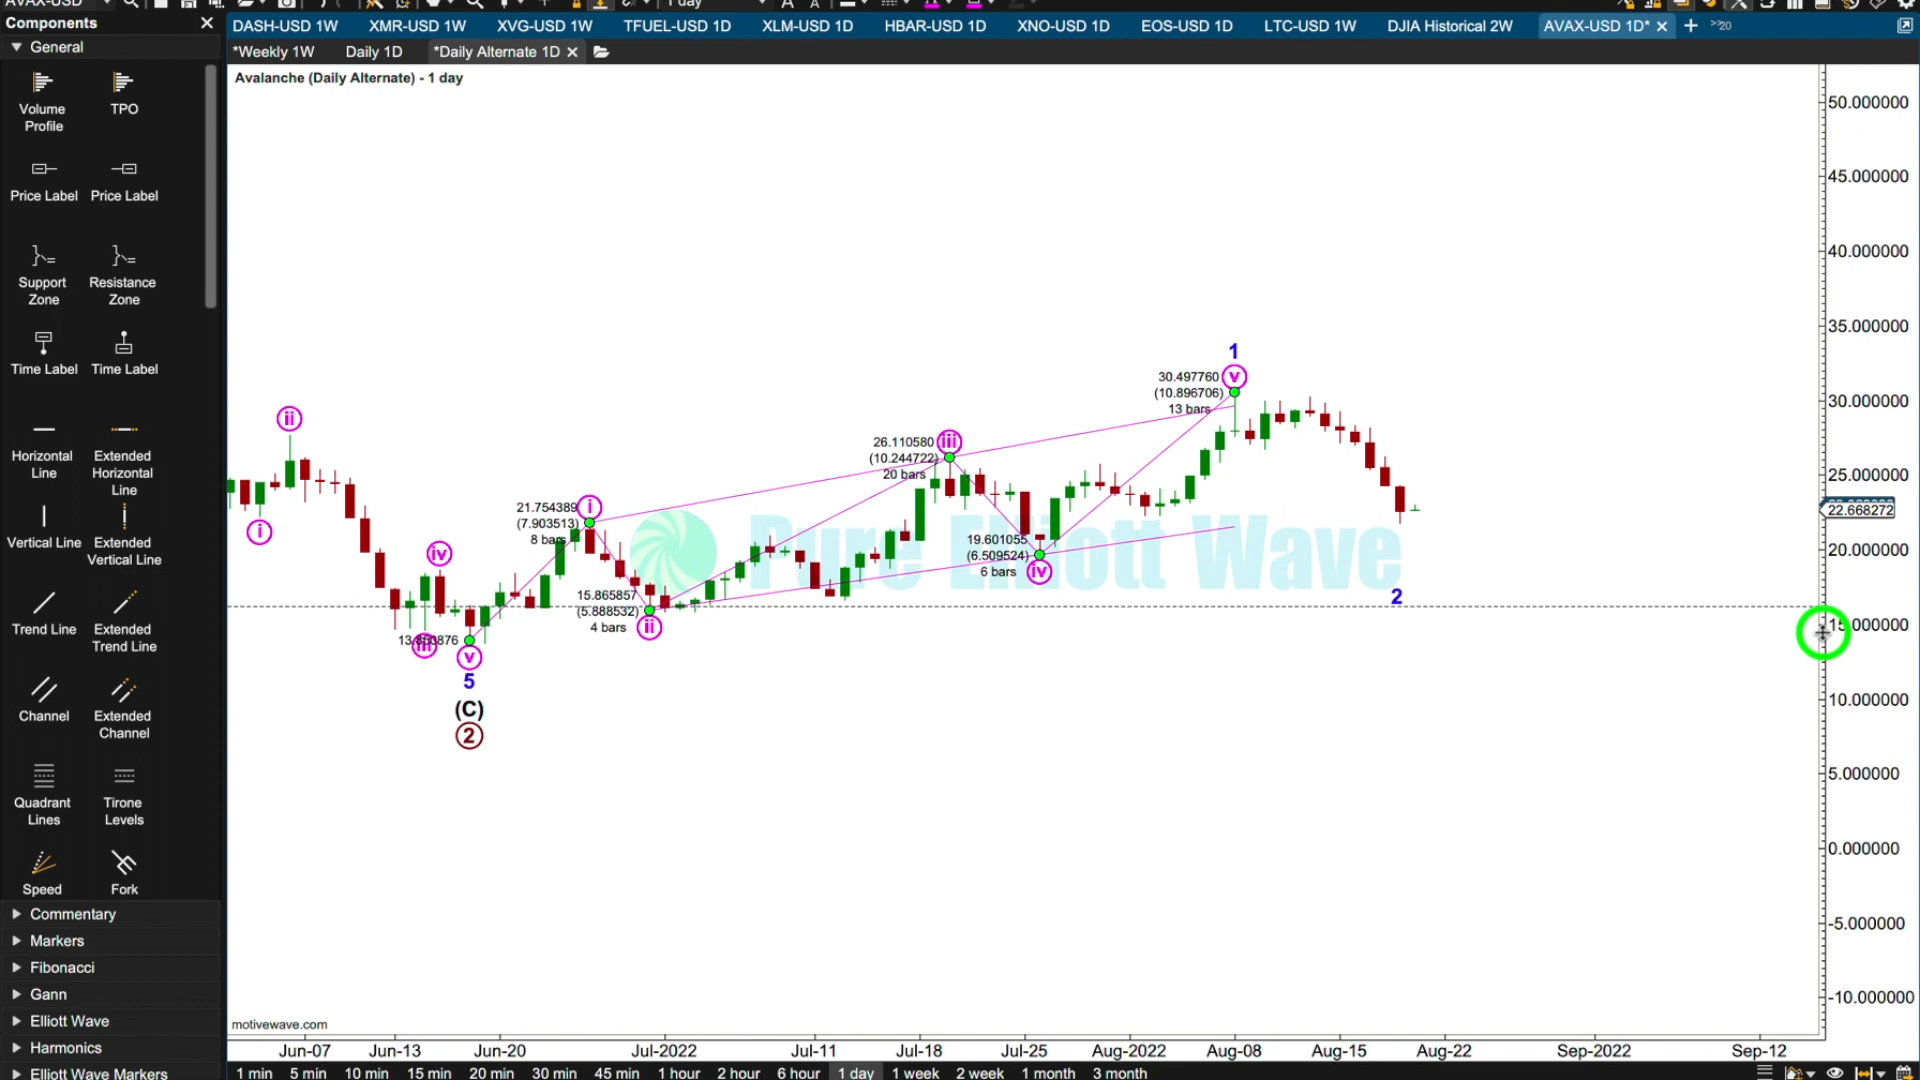 AVAX-USD
1 day
Components
DASH-USD 1W
XMR-USD 1W
XVG-USD 1W
TFUEL-USD 1D
XLM-USD 1D
HBAR-USD 1D
XNO-USD 1D
EOS-USD 1D
LTC-USD 1W
DJIA Historical 2W
AVAX-USD 1D*
20
General
*Weekly 1W
Daily 1D
*Daily Alternate 1D
Avalanche (Daily Alternate) - 1 day
Volume
Profile
TPO
Price Label
Price Label
Support
Zone
Resistance
Zone
Time Label
Time Label
Horizontal
Line
Extended
Horizontal
Line
Vertical Line
Extended
Vertical Line
Trend Line
Extended
Trend Line
Channel
Extended
Channel
Quadrant
Lines
Tirone
Levels
Speed
Fork
Commentary
Markers
Fibonacci
Gann
Elliott Wave
Harmonics
Elliott Wave Markers
50.000000
45.000000
40.000000
35.000000
30.000000
25.000000
22.668272
20.000000
15.000000
10.000000
5.000000
0.000000
-5.000000
-10.000000
1
30.497760
(10.896706)
13 bars
v
26.110580
(10.244722)
20 bars
iii
21.754389
(7.903513)
8 bars
i
19.601055
(6.509524)
6 bars
iv
15.865857
(5.888532)
4 bars
ii
ii
i
iv
iii
v
5
(C)
2
2
Pure Elliott Wave
motivewave.com
Jun-07
Jun-13
Jun-20
Jul-2022
Jul-11
Jul-18
Jul-25
Aug-2022
Aug-08
Aug-15
Aug-22
Sep-2022
Sep-12
1 min
5 min
10 min
15 min
20 min
30 min
45 min
1 hour
2 hour
6 hour
1 day
1 week
2 week
1 month
3 month